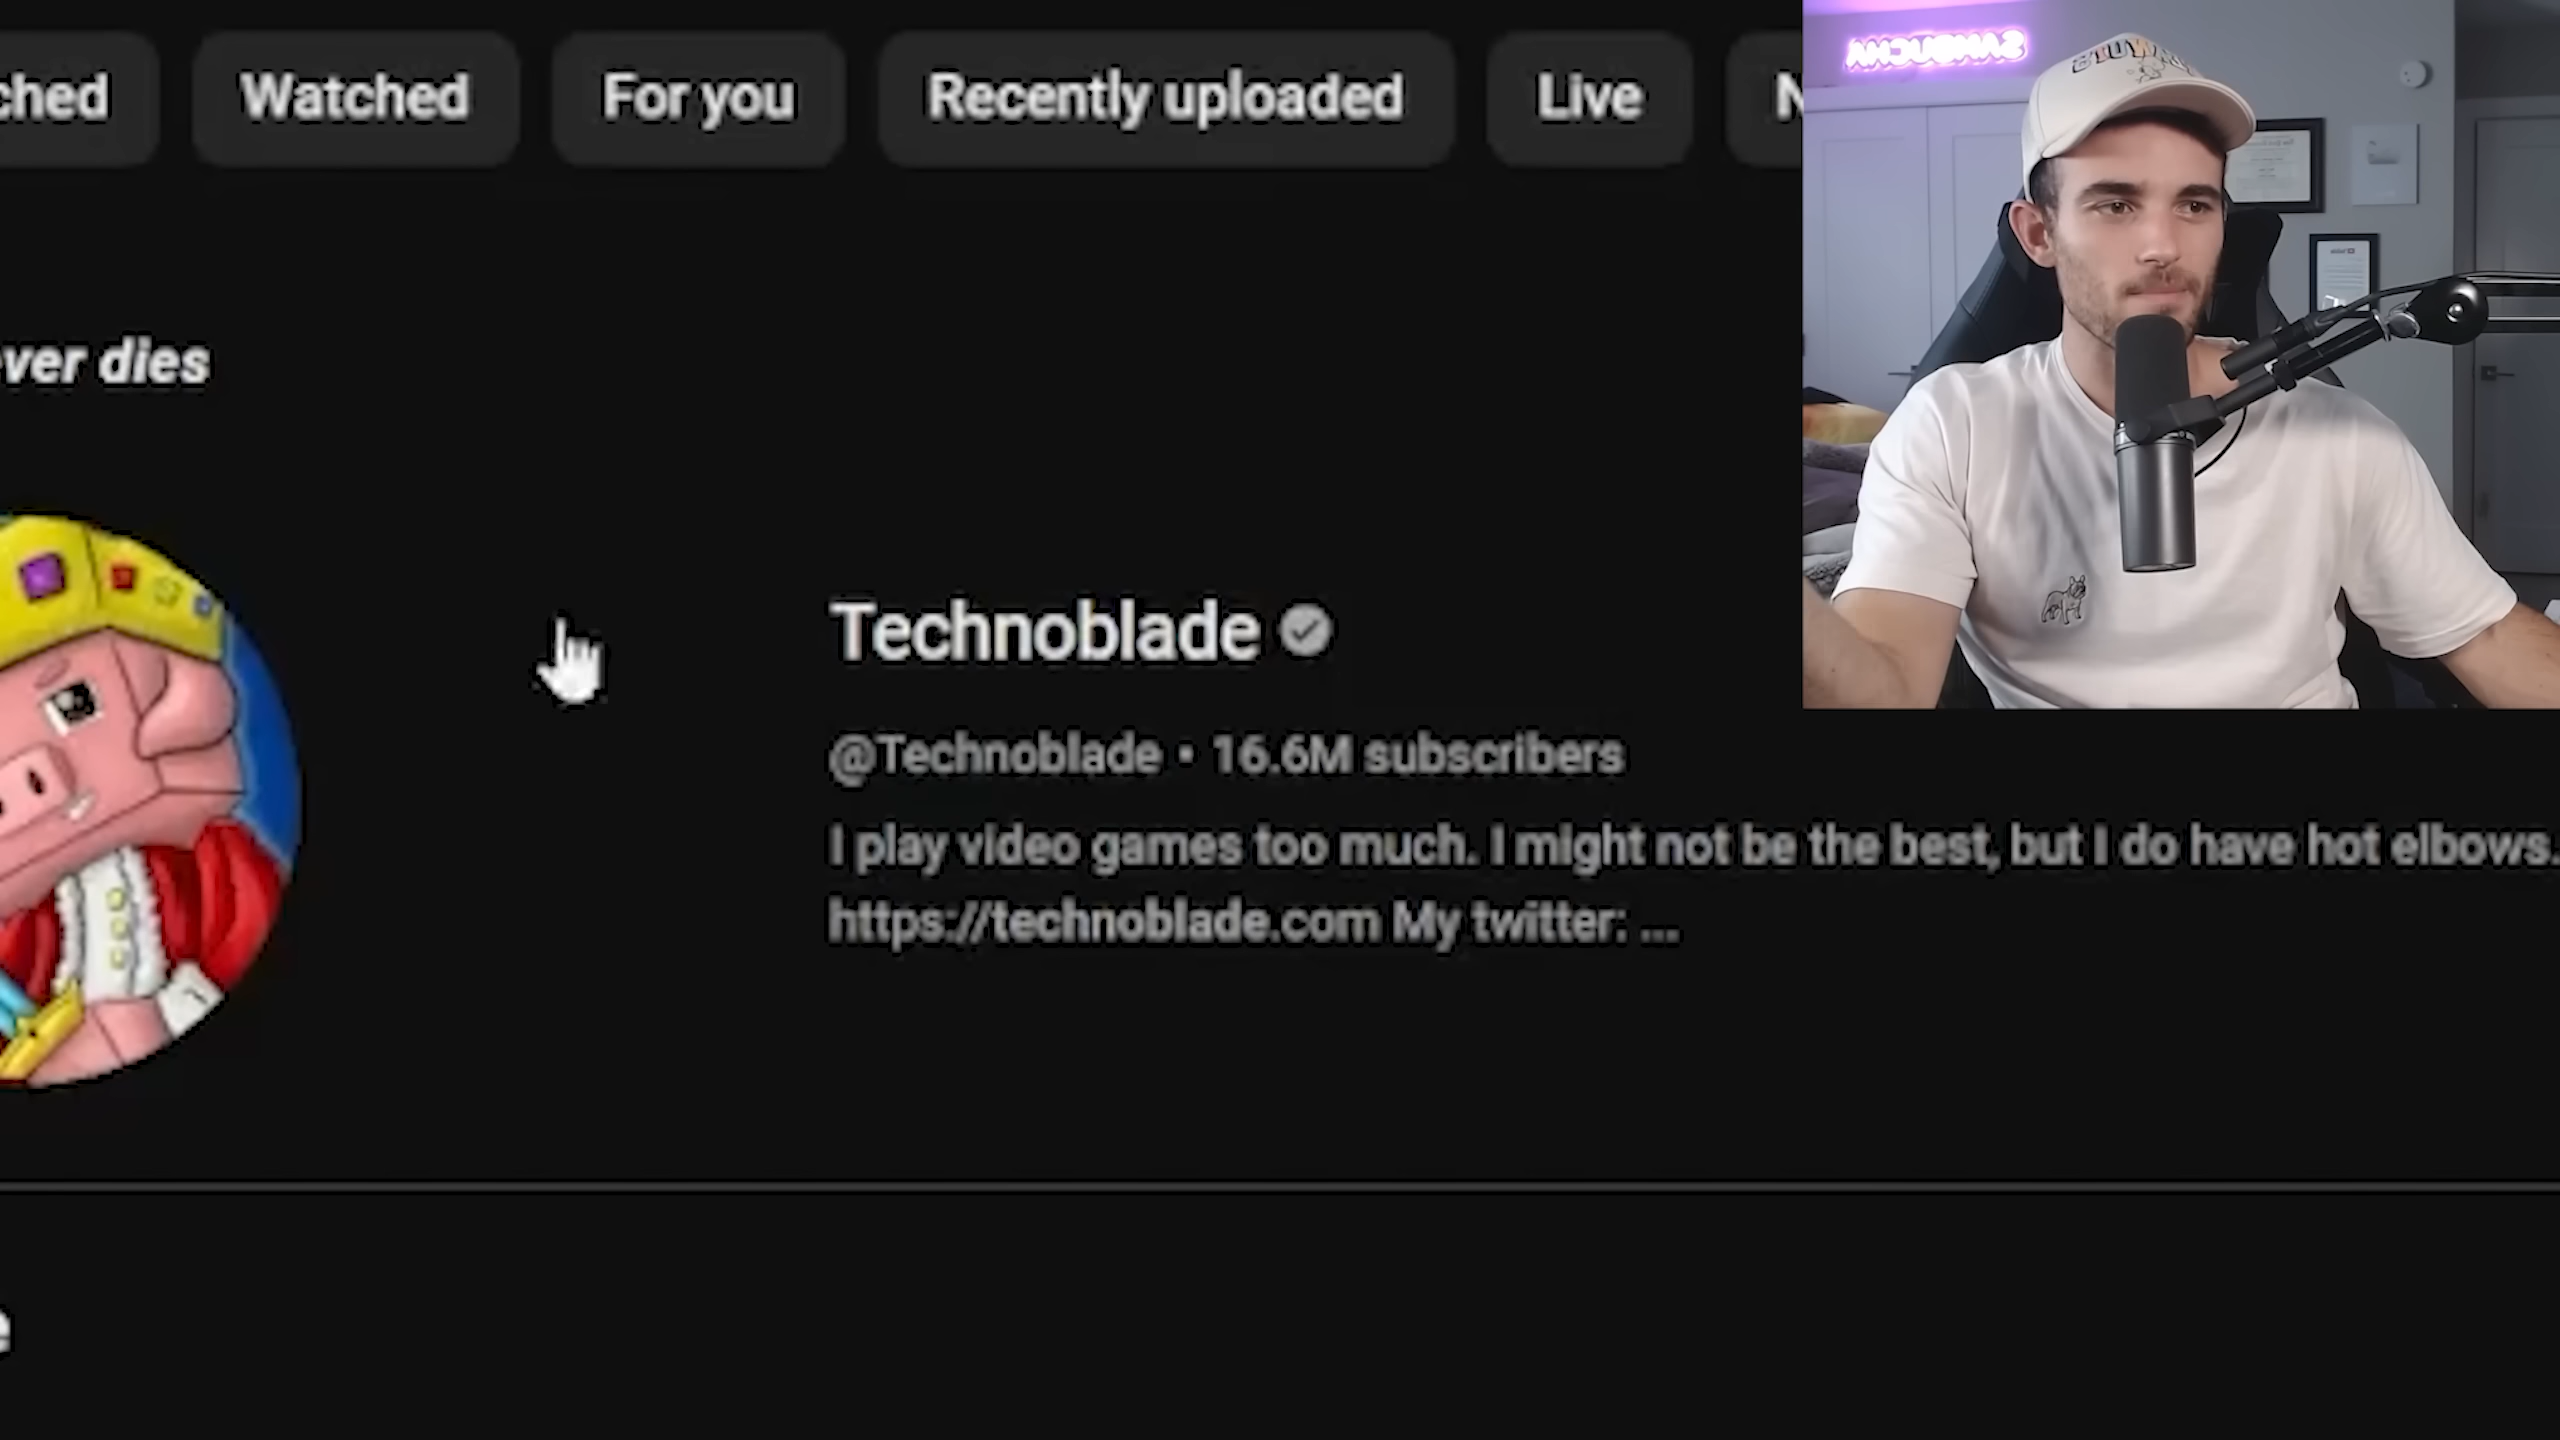 ched Watched For you Recently uploaded Live N
ver dies
Technoblade
@Technoblade • 16.6M subscribers
I play video games too much. I might not be the best, but I do have hot elbows.
https://technoblade.com My twitter: ...
e